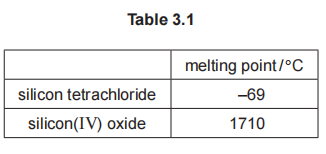 Table 3.1
melting point/°C
silicon tetrachloride –69
silicon(IV) oxide 1710